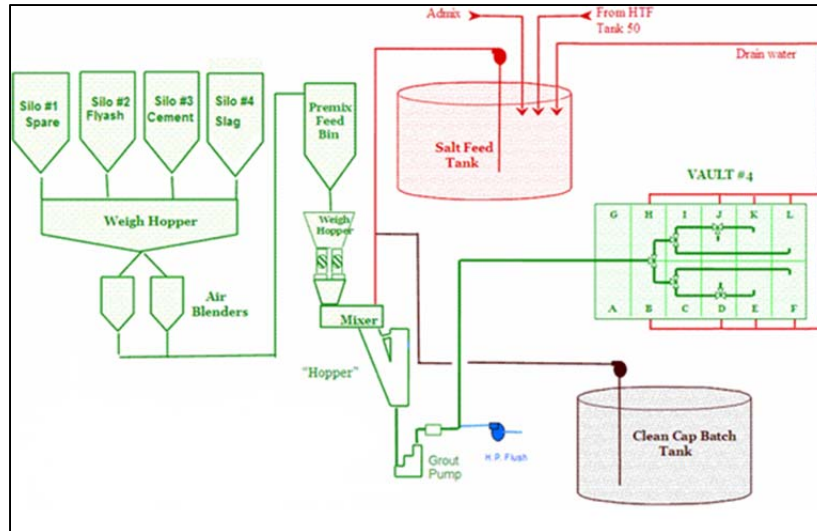 Admix
From HTF
Tank 50
Drain water
Silo #1
Spare
Silo #2
Flyash
Silo #3
Cement
Silo #4
Slag
Premix
Feed
Bin
Salt Feed
Tank
VAULT #4
Weigh Hopper
Weigh
Hopper
G
H
I
J
K
L
Air
Blenders
Mixer
A
B
C
D
E
F
"Hopper"
Clean Cap Batch
Tank
Grout
Pump
H.P. Flush